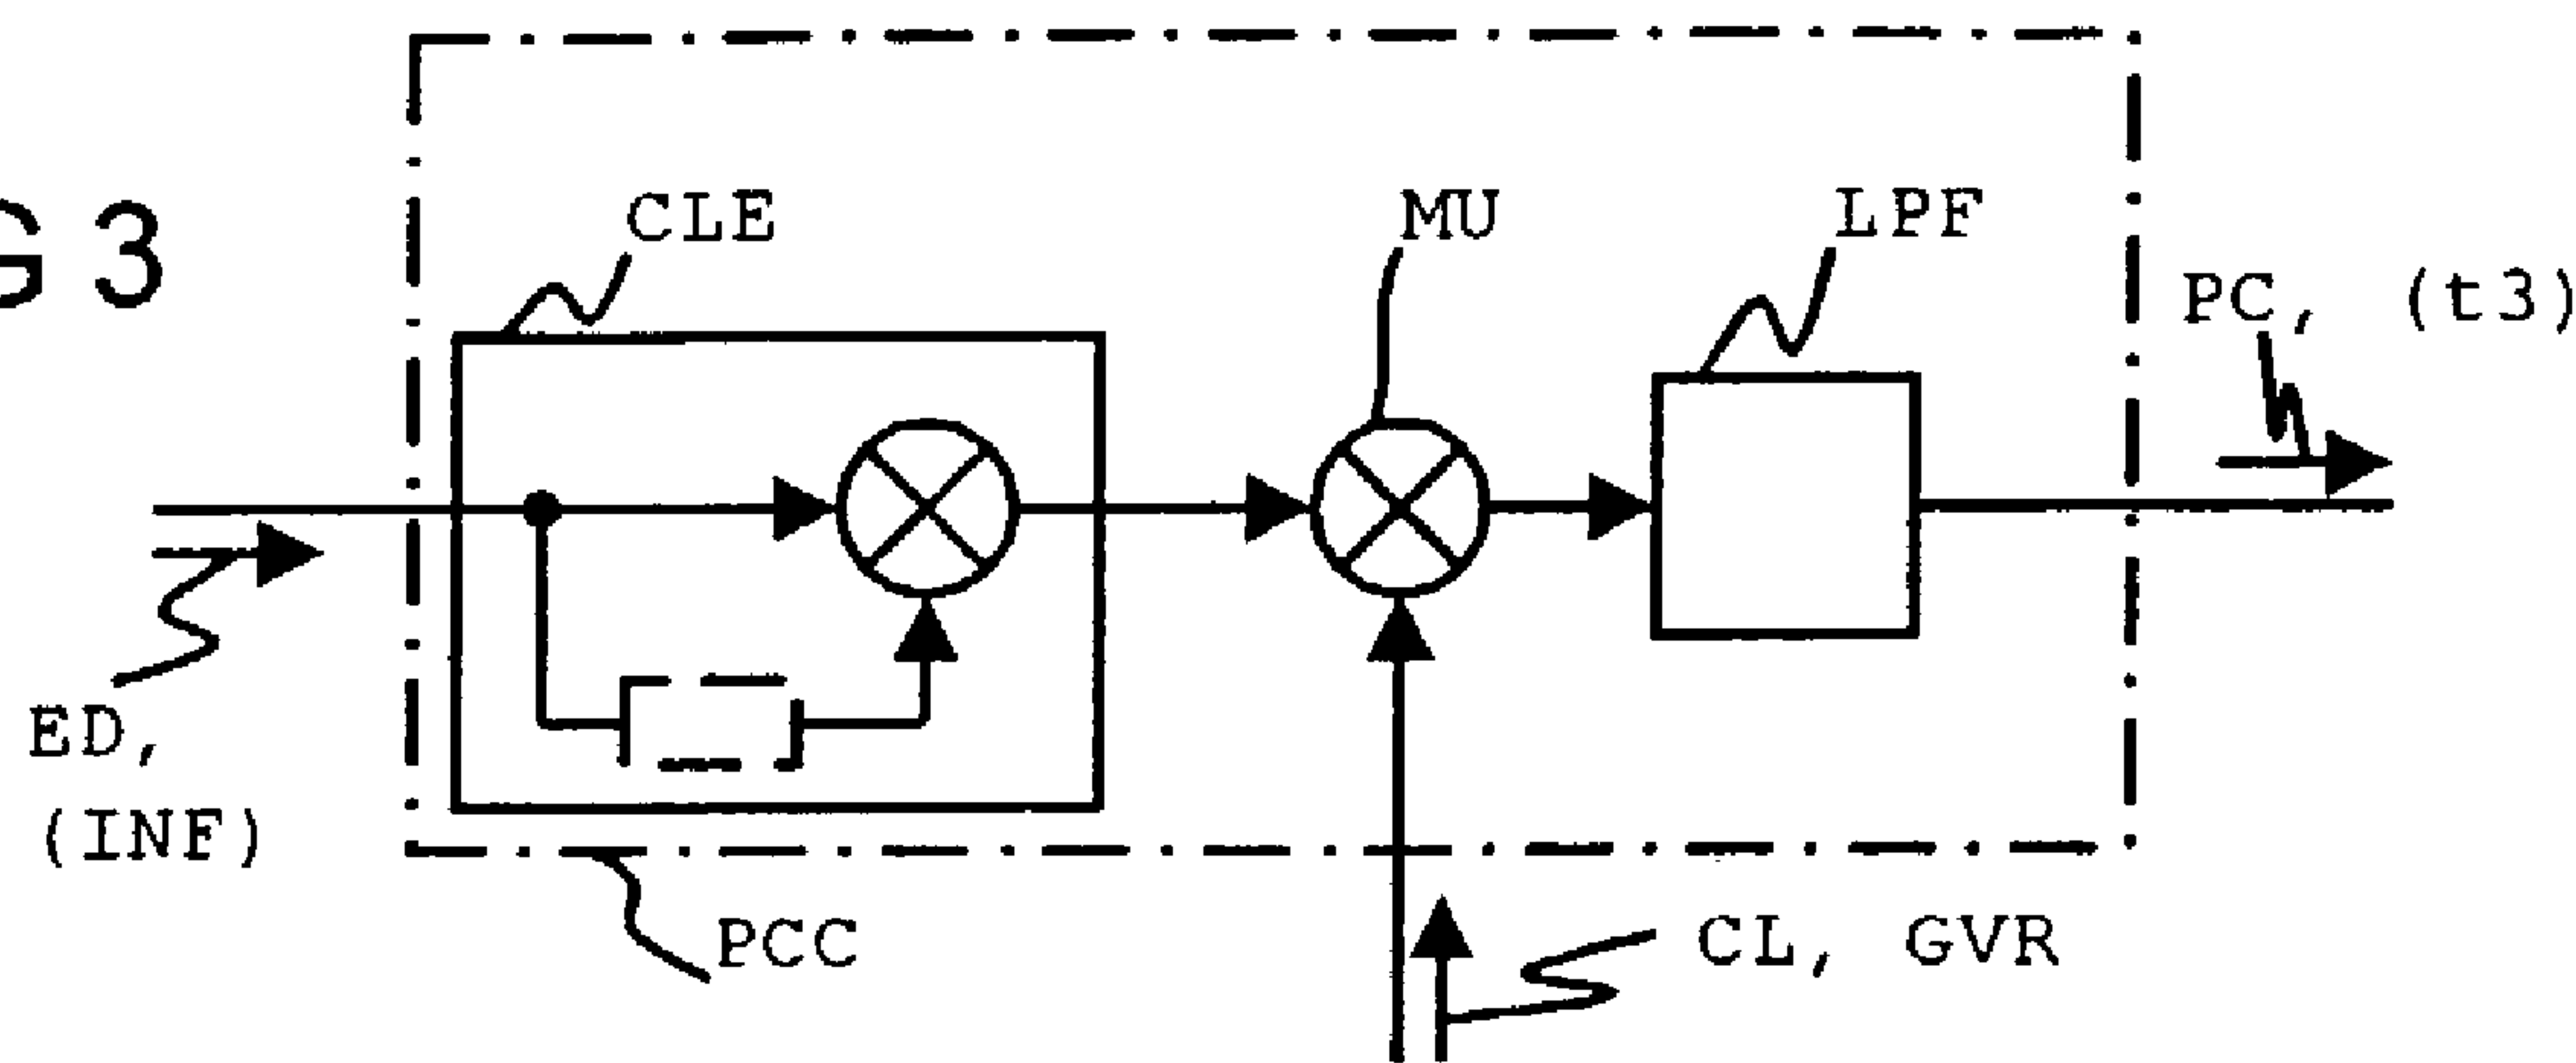 G 3
CLE
MU
LPF
PC, (t3)
ED,
(INF)
PCC
CL, GVR